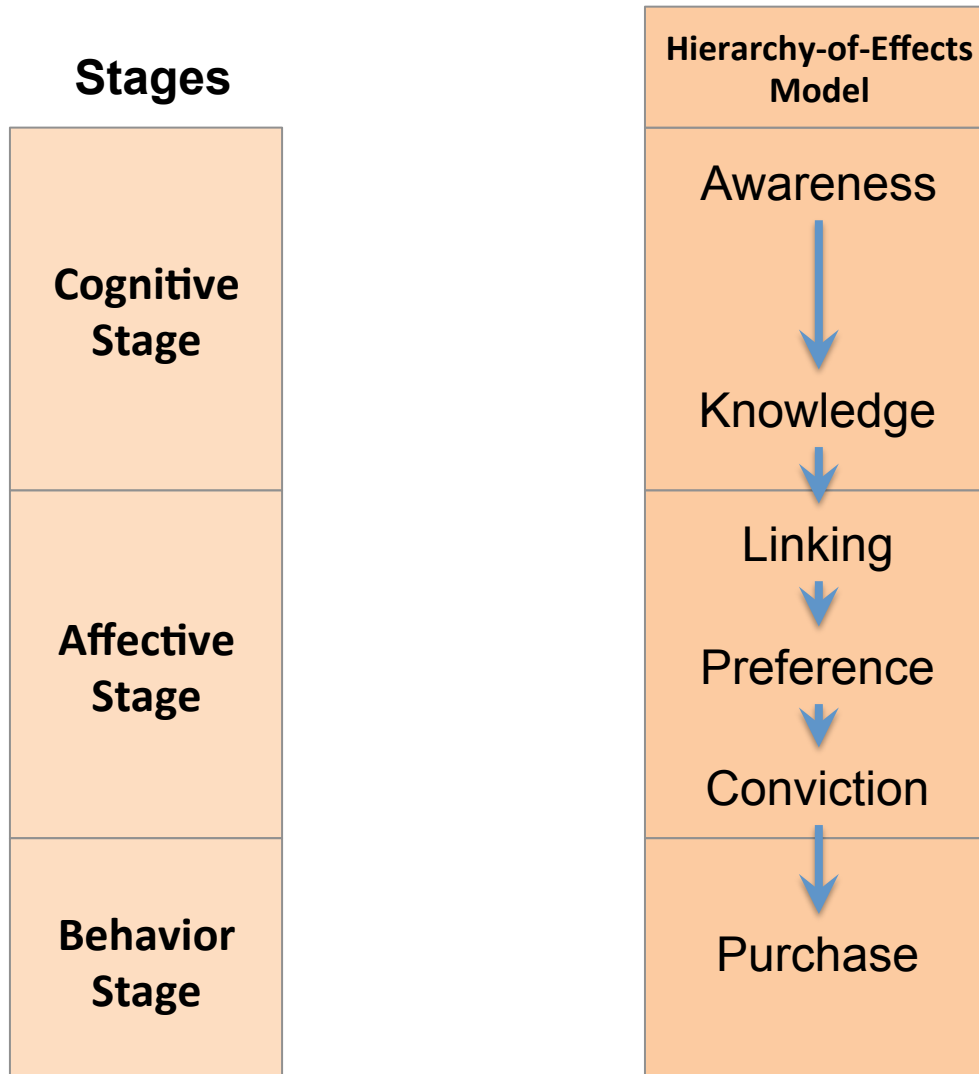 Stages
Hierarchy-of-Effects
Model
Cognitive
Stage
Awareness
Knowledge
Affective
Stage
Linking
Preference
Conviction
Behavior
Stage
Purchase